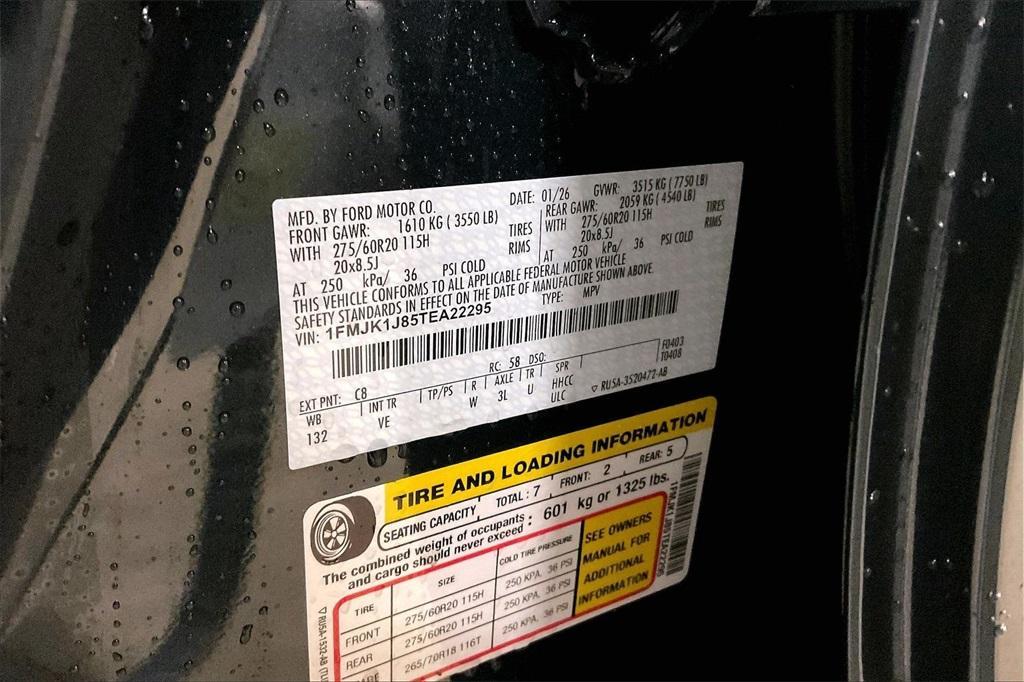 MFD. BY FORD MOTOR CO.
DATE: 01/26 GVWR: 3515 KG ( 7750 LB)
FRONT GAWR: 1610 KG ( 3550 LB)
REAR GAWR: 2059 KG ( 4540 LB)
WITH 275/60R20 115H TIRES
WITH 275/60R20 115H TIRES
20x8.5J RIMS
20x8.5J RIMS
AT 250 kPa/ 36 PSI COLD
AT 250 kPa/ 36 PSI COLD
THIS VEHICLE CONFORMS TO ALL APPLICABLE FEDERAL MOTOR VEHICLE
SAFETY STANDARDS IN EFFECT ON THE DATE OF MANUFACTURE SHOWN ABOVE.
VIN: 1FMJK1J85TEA22295 TYPE: MPV
F0403
T0408
EXT PNT: C8 RC: 58 DSO:
WB INT TR TP/PS R AXLE TR SPR
132 VE W 3L U HHCC
ULC
▽ RU5A-3520472-AB
TIRE AND LOADING INFORMATION
SEATING CAPACITY TOTAL : 7 FRONT: 2 REAR: 5
The combined weight of occupants
and cargo should never exceed : 601 kg or 1325 lbs.
TIRE SIZE COLD TIRE PRESSURE
FRONT 275/60R20 115H 250 KPA, 36 PSI
REAR 275/60R20 115H 250 KPA, 36 PSI
265/70R18 116T 250 KPA, 36 PSI
SEE OWNERS
MANUAL FOR
ADDITIONAL
INFORMATION